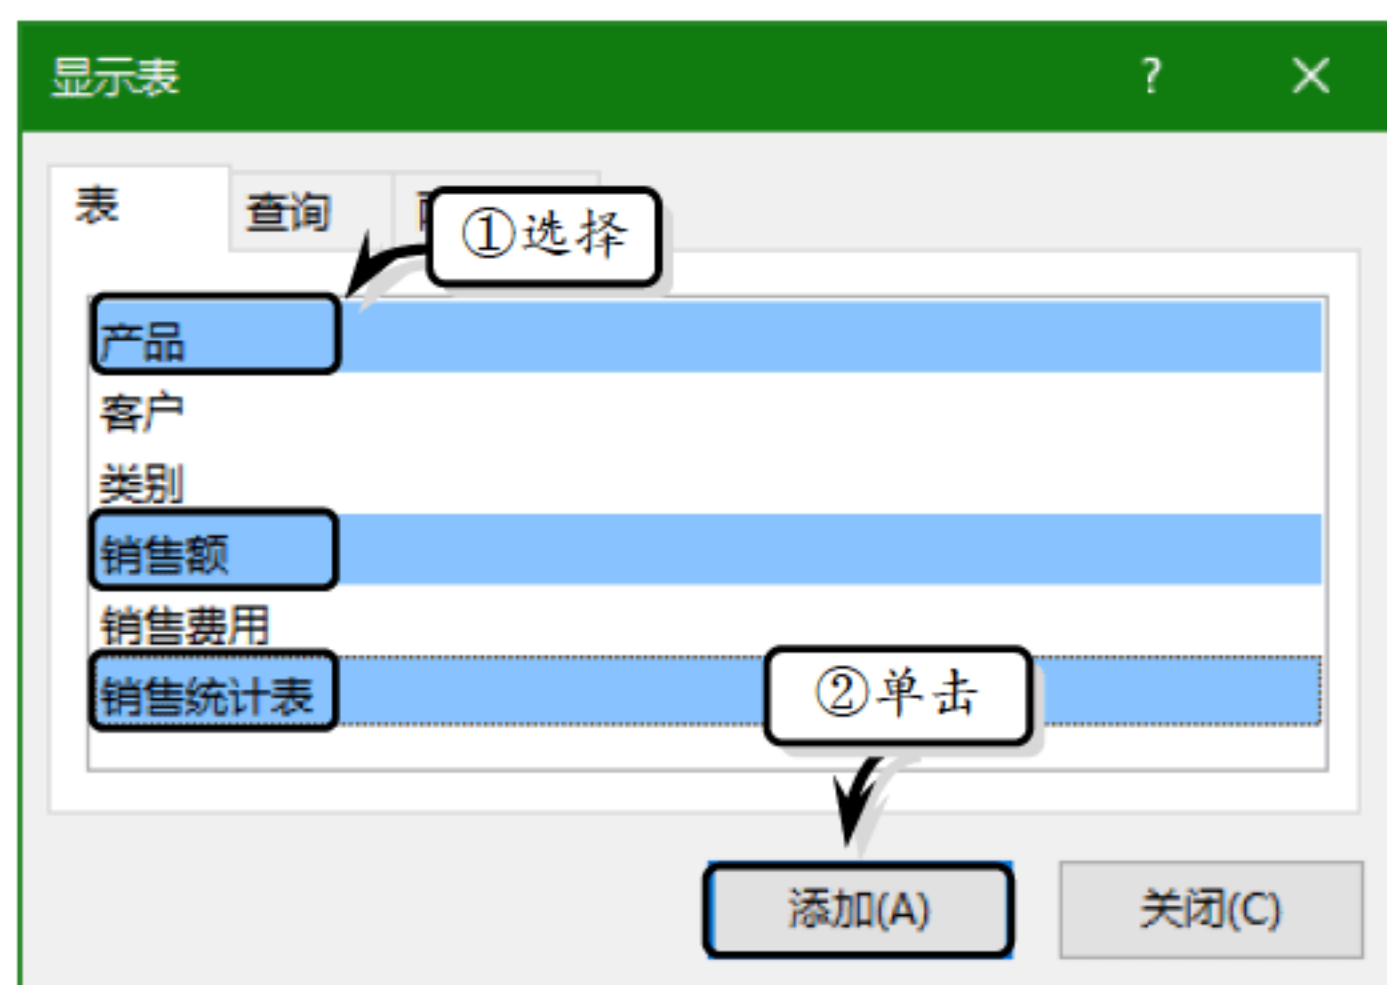 显示表
? ×
表 查询
①选择
产品
客户
类别
销售额
销售费用
销售统计表
②单击
添加(A) 关闭(C)